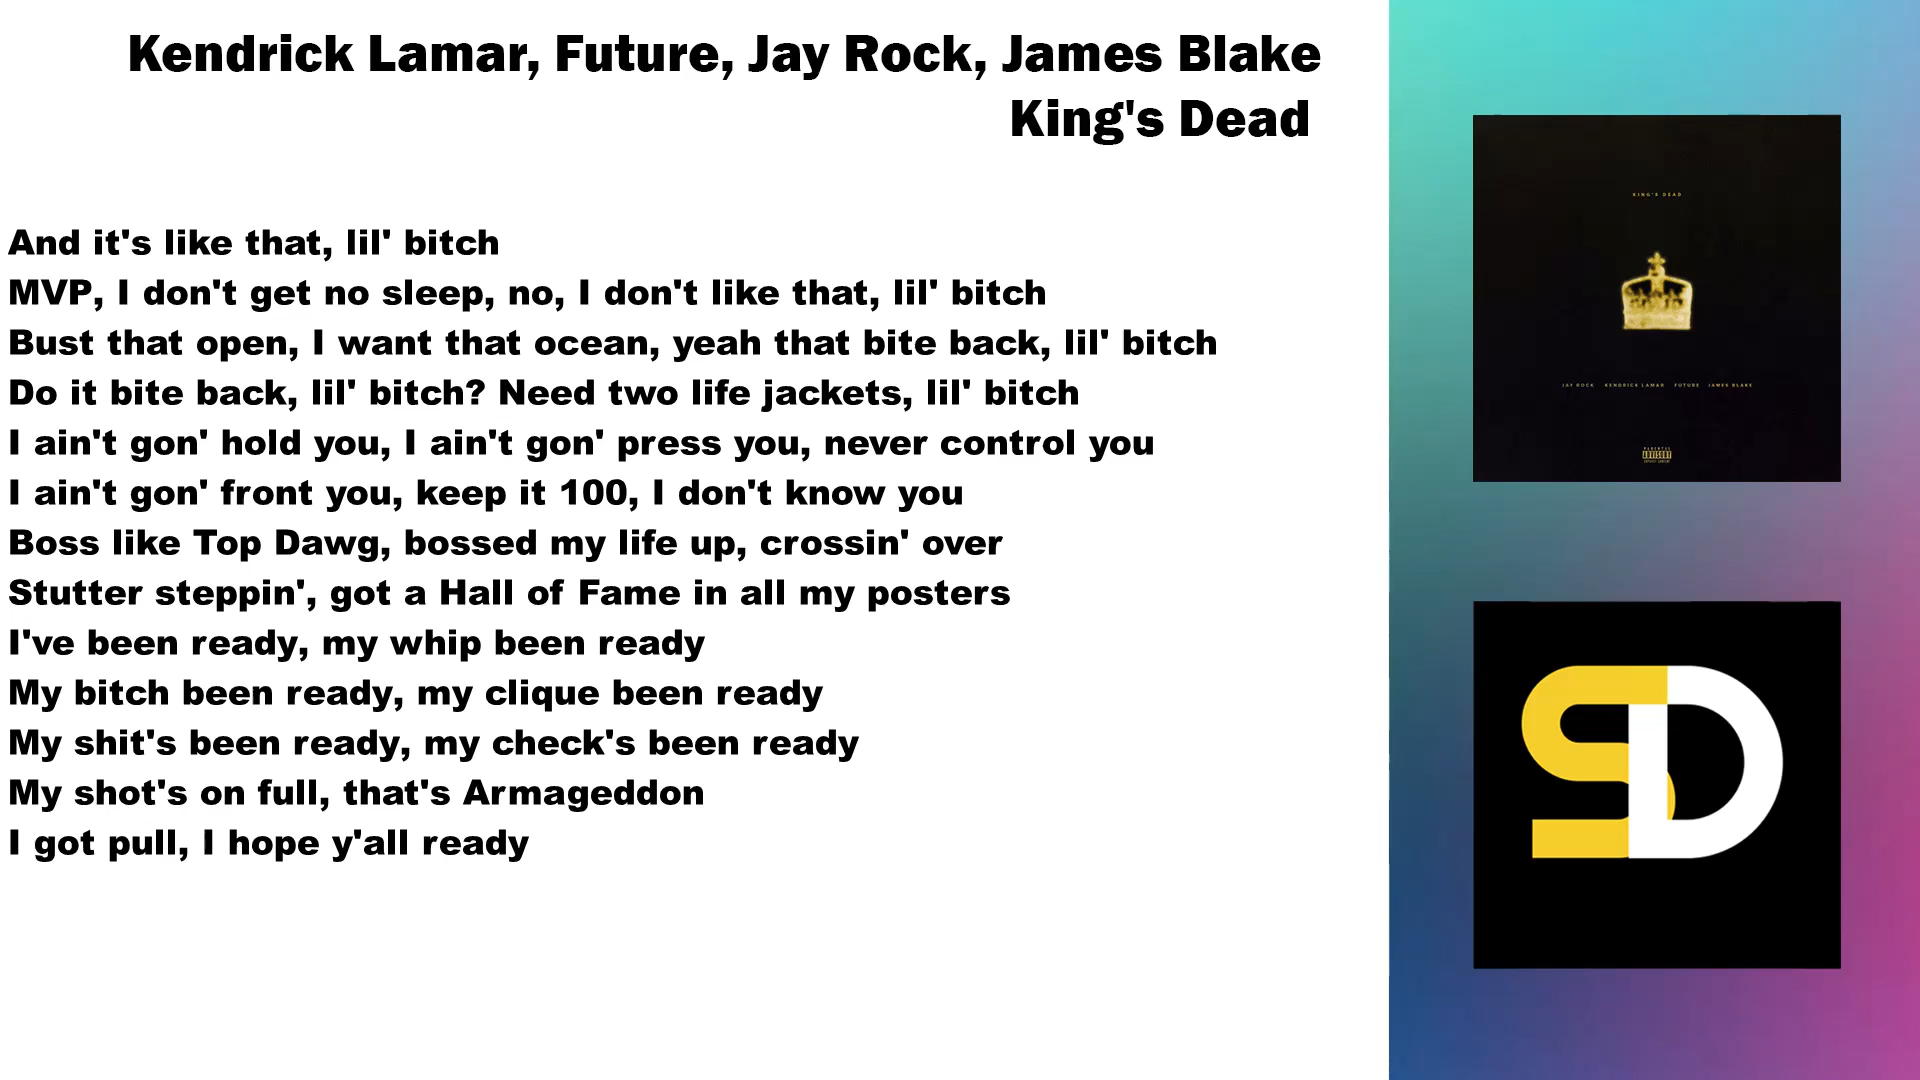 Kendrick Lamar, Future, Jay Rock, James Blake
King's Dead
And it's like that, lil' bitch
MVP, I don't get no sleep, no, I don't like that, lil' bitch
Bust that open, I want that ocean, yeah that bite back, lil' bitch
Do it bite back, lil' bitch? Need two life jackets, lil' bitch
I ain't gon' hold you, I ain't gon' press you, never control you
I ain't gon' front you, keep it 100, I don't know you
Boss like Top Dawg, bossed my life up, crossin' over
Stutter steppin', got a Hall of Fame in all my posters
I've been ready, my whip been ready
My bitch been ready, my clique been ready
My shit's been ready, my check's been ready
My shot's on full, that's Armageddon
I got pull, I hope y'all ready
KING'S DEAD
JAY ROCK KENDRICK LAMAR FUTURE JAMES BLAKE
PARENTAL
ADVISORY
EXPLICIT CONTENT
SD